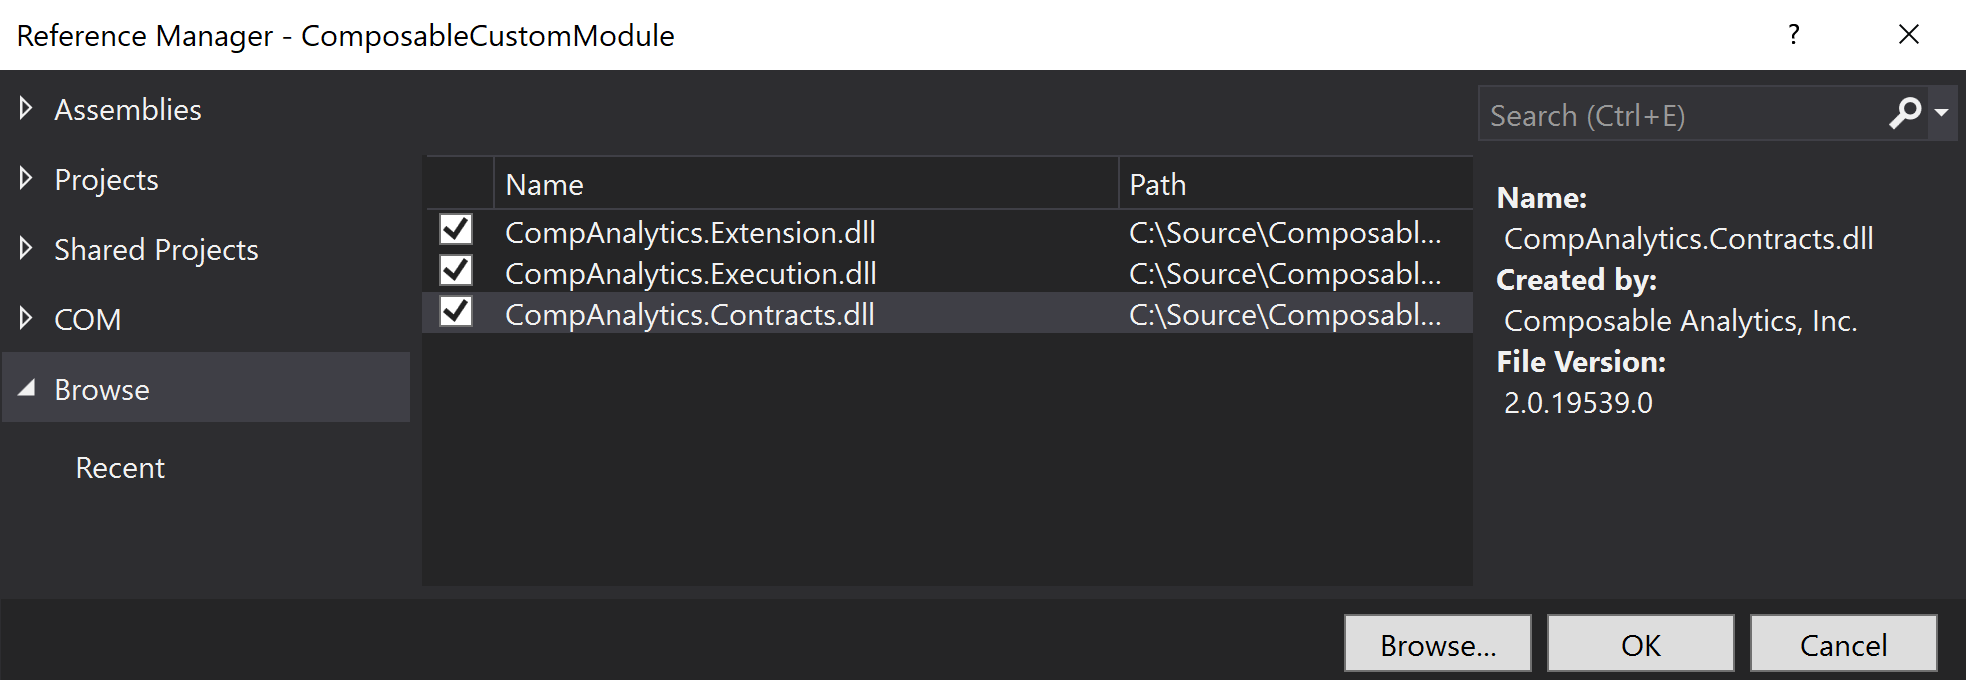 Reference Manager - ComposableCustomModule ?
Assemblies
Projects
Shared Projects
COM
Browse
Recent
Name Path
CompAnalytics.Extension.dll C:\Source\Composabl...
CompAnalytics.Execution.dll C:\Source\Composabl...
CompAnalytics.Contracts.dll C:\Source\Composabl...
Search (Ctrl+E)
Name:
CompAnalytics.Contracts.dll
Created by:
Composable Analytics, Inc.
File Version:
2.0.19539.0
Browse... OK Cancel